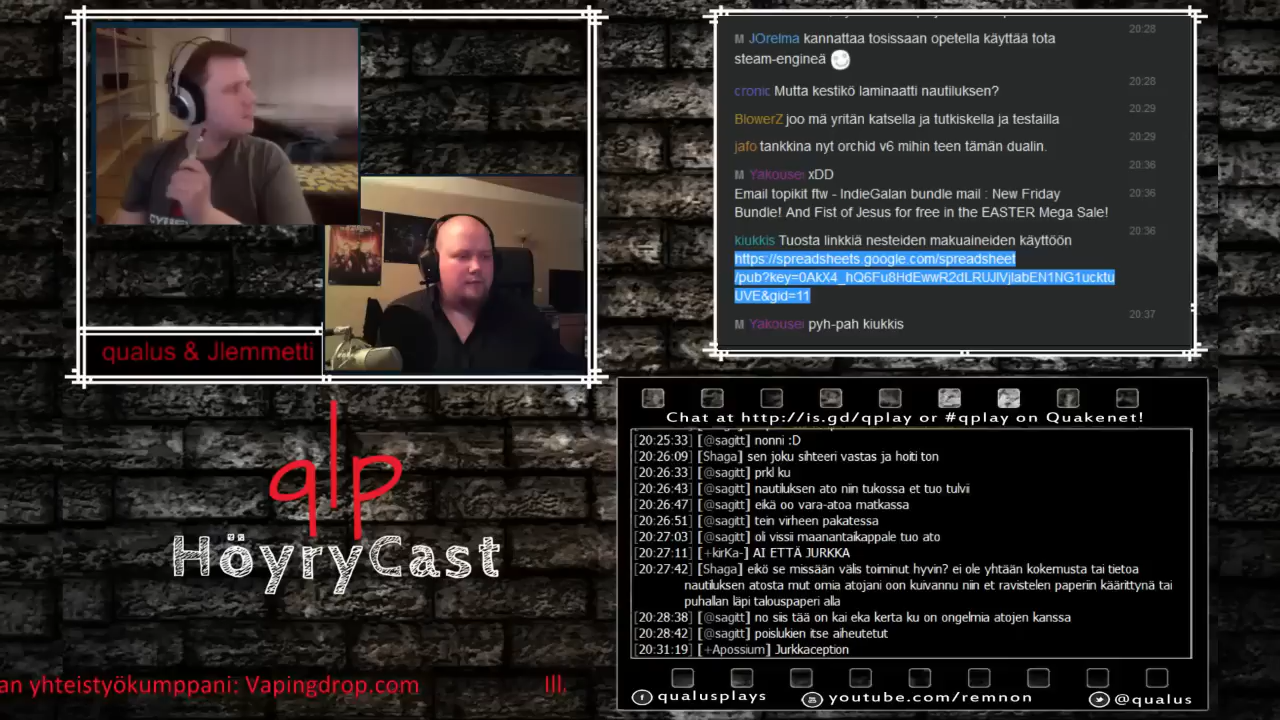 JOrelma kannattaa tosissaan opetella käyttää tota
steam-engineä
20:28
cronic Mutta kestikö laminaatti nautiluksen?
20:28
BlowerZ joo mä yritän katsella ja tutkiskella ja testailla
20:29
jafo tankkina nyt orchid v6 mihin teen tämän dualin.
20:29
Yakousei xDD
20:36
Email topikit ftw - IndieGalan bundle mail : New Friday
Bundle! And Fist of Jesus for free in the EASTER Mega Sale!
20:36
kiukkis Tuosta linkkiä nesteiden makuaineiden käyttöön
https://spreadsheets.google.com/spreadsheet
/pub?key=0AkX4_hQ6Fu8HdEwwR2dLRUJlVjlabEN1NG1ucktu
UVE&gid=11
20:36
Yakousei pyh-pah kiukkis
20:37
qualus & Jlemmetti
qlp
HöyryCast
Chat at http://is.gd/qplay or #qplay on Quakenet!
[20:25:33] [@sagitt] nonni :D
[20:26:09] [Shaga] sen joku sihteeri vastas ja hoiti ton
[20:26:33] [@sagitt] prkl ku
[20:26:43] [@sagitt] nautiluksen ato niin tukossa et tuo tulvii
[20:26:47] [@sagitt] eikä oo vara-atoa matkassa
[20:26:51] [@sagitt] tein virheen pakatessa
[20:27:03] [@sagitt] oli vissii maanantaikappale tuo ato
[20:27:11] [+kirKa-] AI ETTÄ JURKKA
[20:27:42] [Shaga] eikö se missään välis toiminut hyvin? ei ole yhtään kokemusta tai tietoa
nautiluksen atosta mut omia atojani oon kuivannu niin et ravistelen paperiin käärittynä tai
puhallan läpi talouspaperi alla
[20:28:38] [@sagitt] no siis tää on kai eka kerta ku on ongelmia atojen kanssa
[20:28:42] [@sagitt] poislukien itse aiheutetut
[20:31:19] [+Apossium] Jurkkaction
an yhteistyökumppani: Vapingdrop.com
Ill.
qualusplays
youtube.com/remnon
@qualus